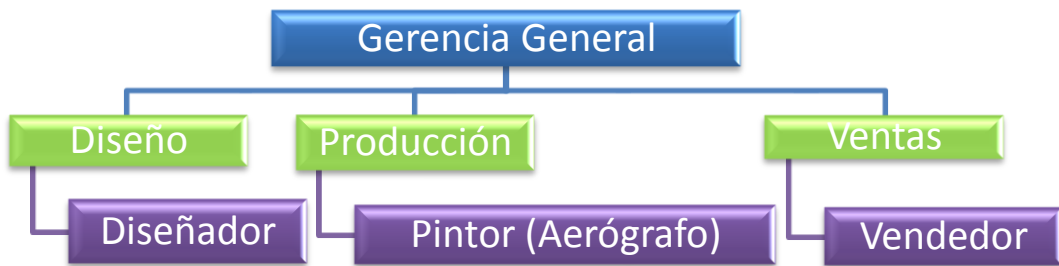 Gerencia General
Diseño
Producción
Ventas
Diseñador
Pintor (Aerógrafo)
Vendedor